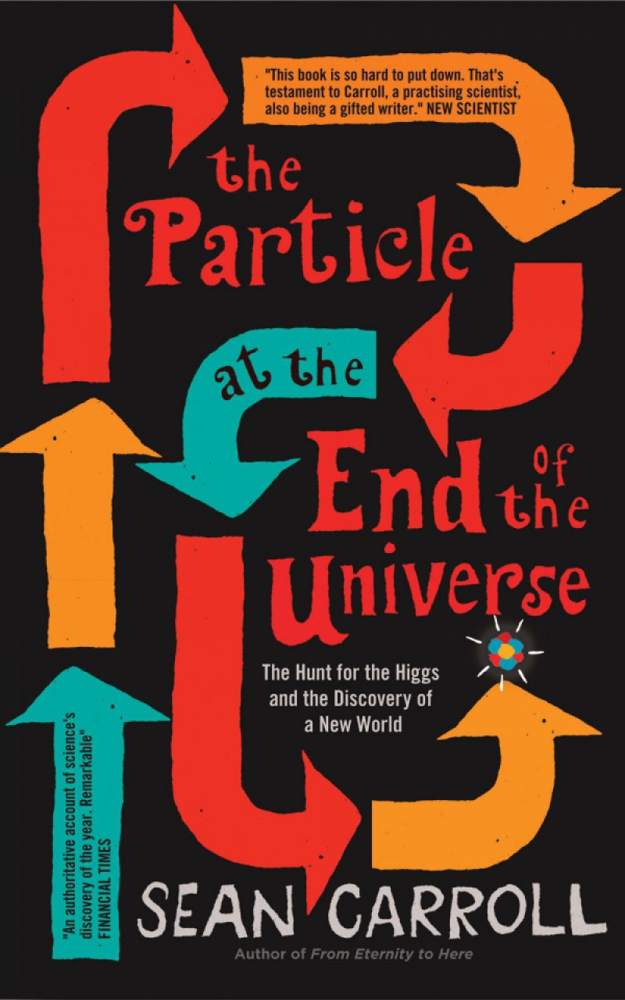 "This book is so hard to put down. That's
testament to Carroll, a practising scientist,
also being a gifted writer." NEW SCIENTIST
the
Particle
at the
End of
the
Universe
The Hunt for the Higgs
and the Discovery of
a New World
"An authoritative account of science's
discovery of the year. Remarkable"
FINANCIAL TIMES
SEAN CARROLL
Author of From Eternity to Here